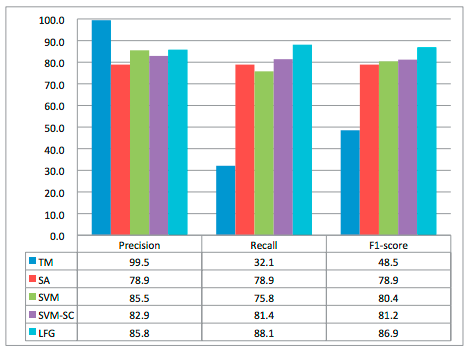 100.0
90.0
80.0
70.0
60.0
50.0
40.0
30.0
20.0
10.0
0.0
Precision Recall F1-score
TM 99.5 32.1 48.5
SA 78.9 78.9 78.9
SVM 85.5 75.8 80.4
SVM-SC 82.9 81.4 81.2
LFG 85.8 88.1 86.9